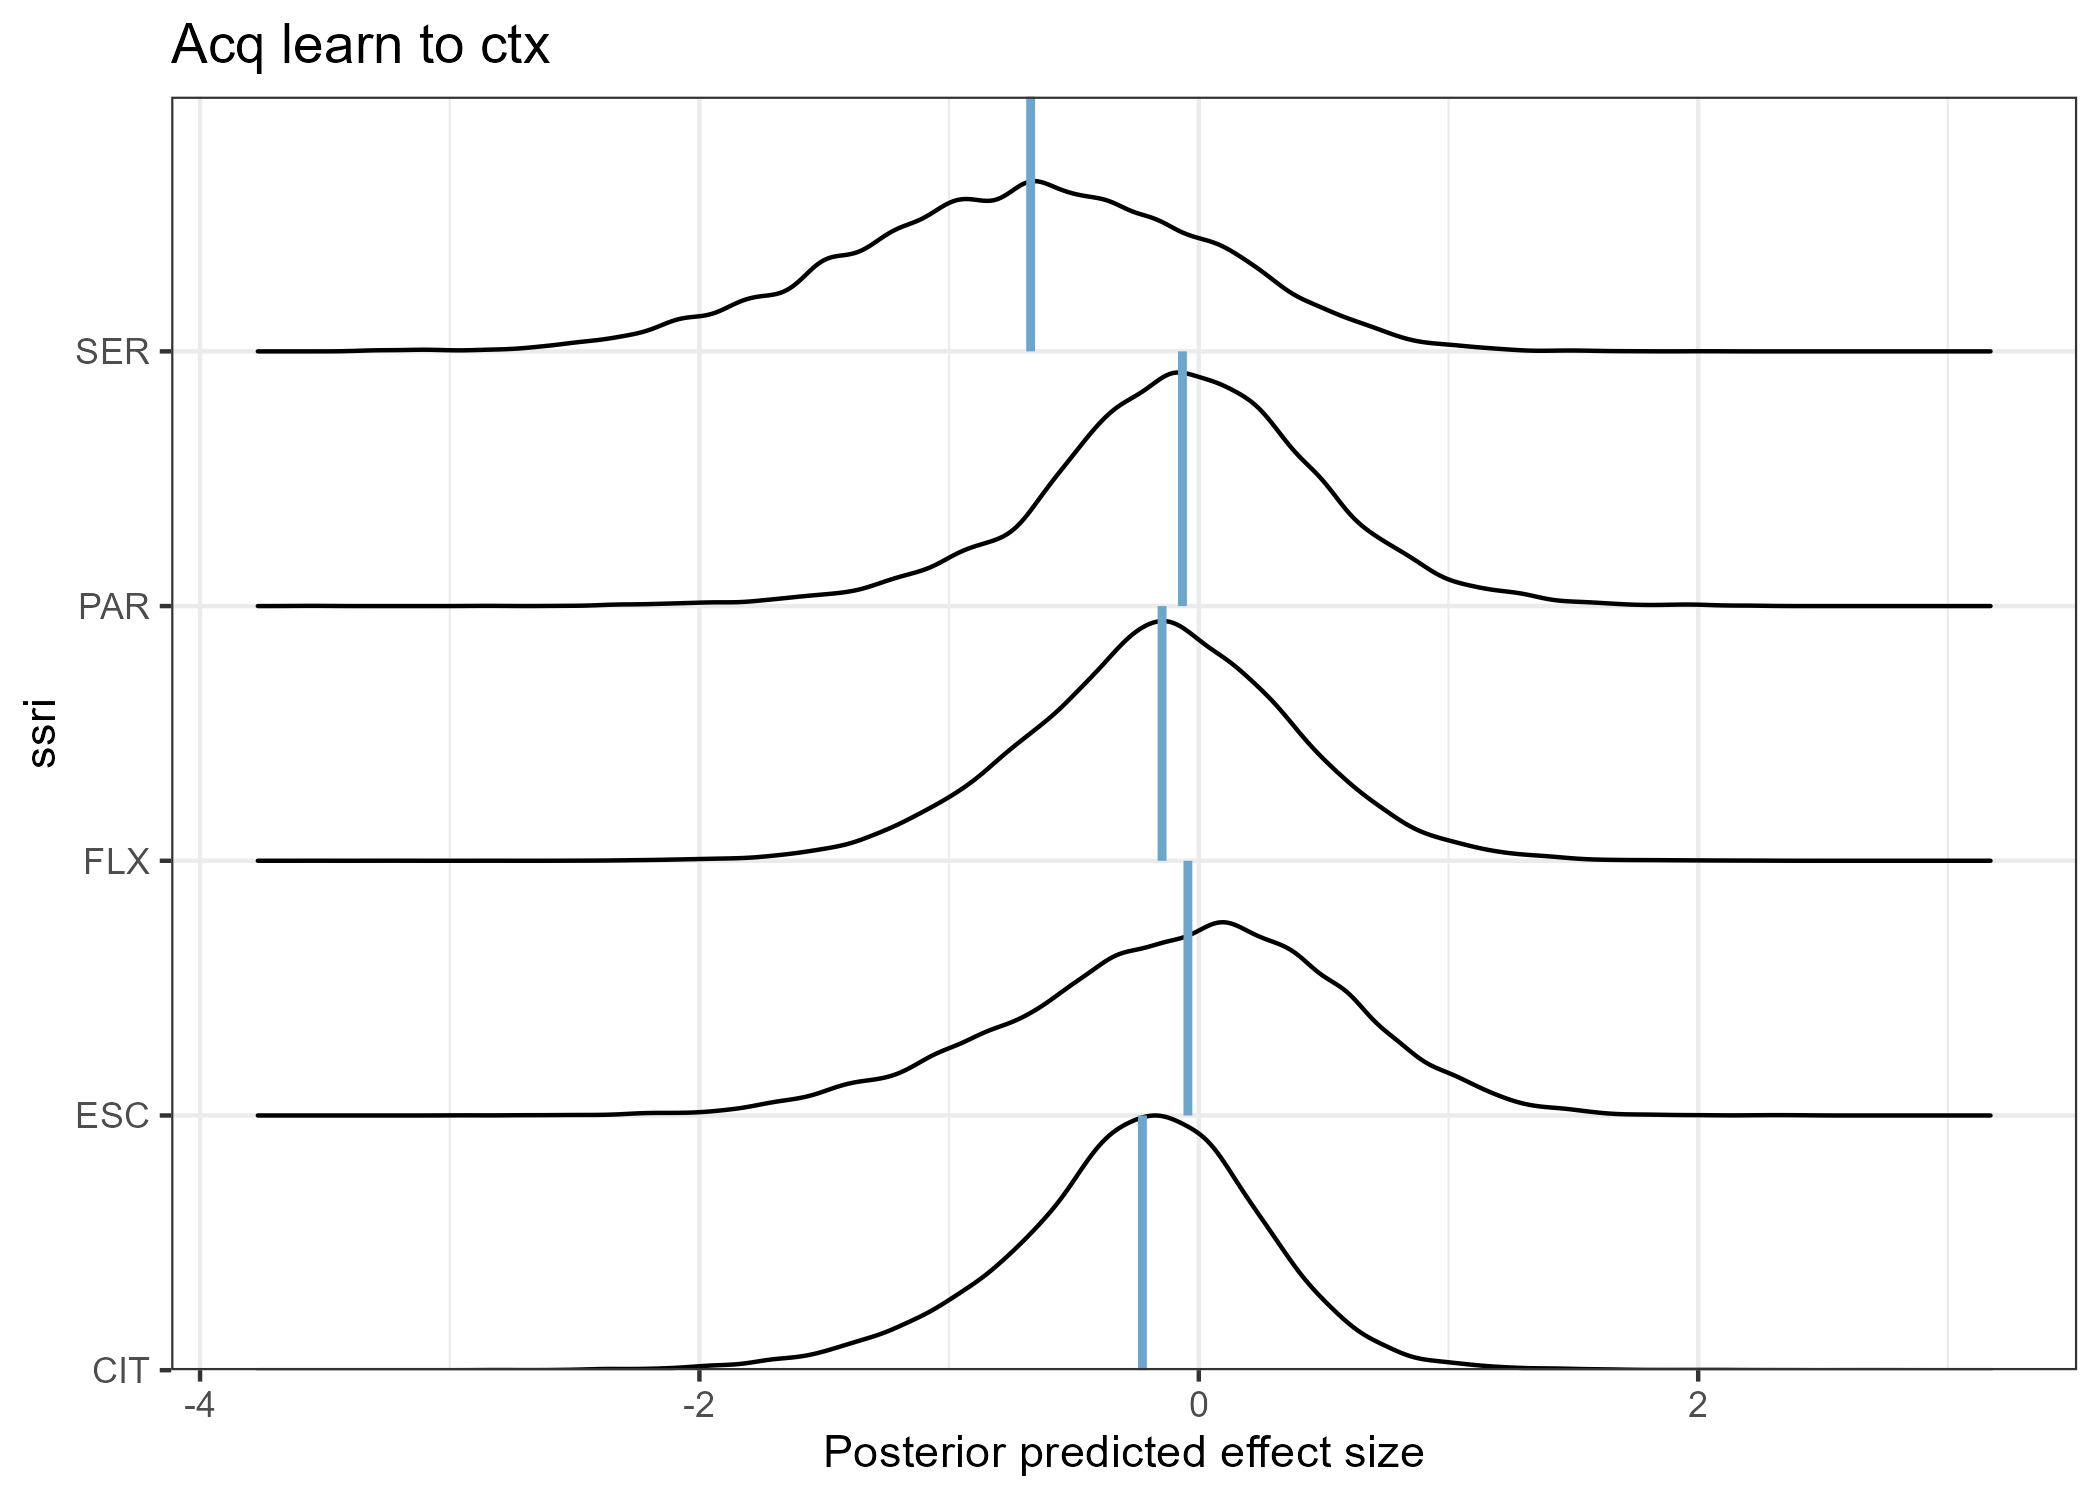 Acq learn to ctx
SER
PAR
FLX
ESC
CIT
ssri
-4
-2
0
2
Posterior predicted effect size